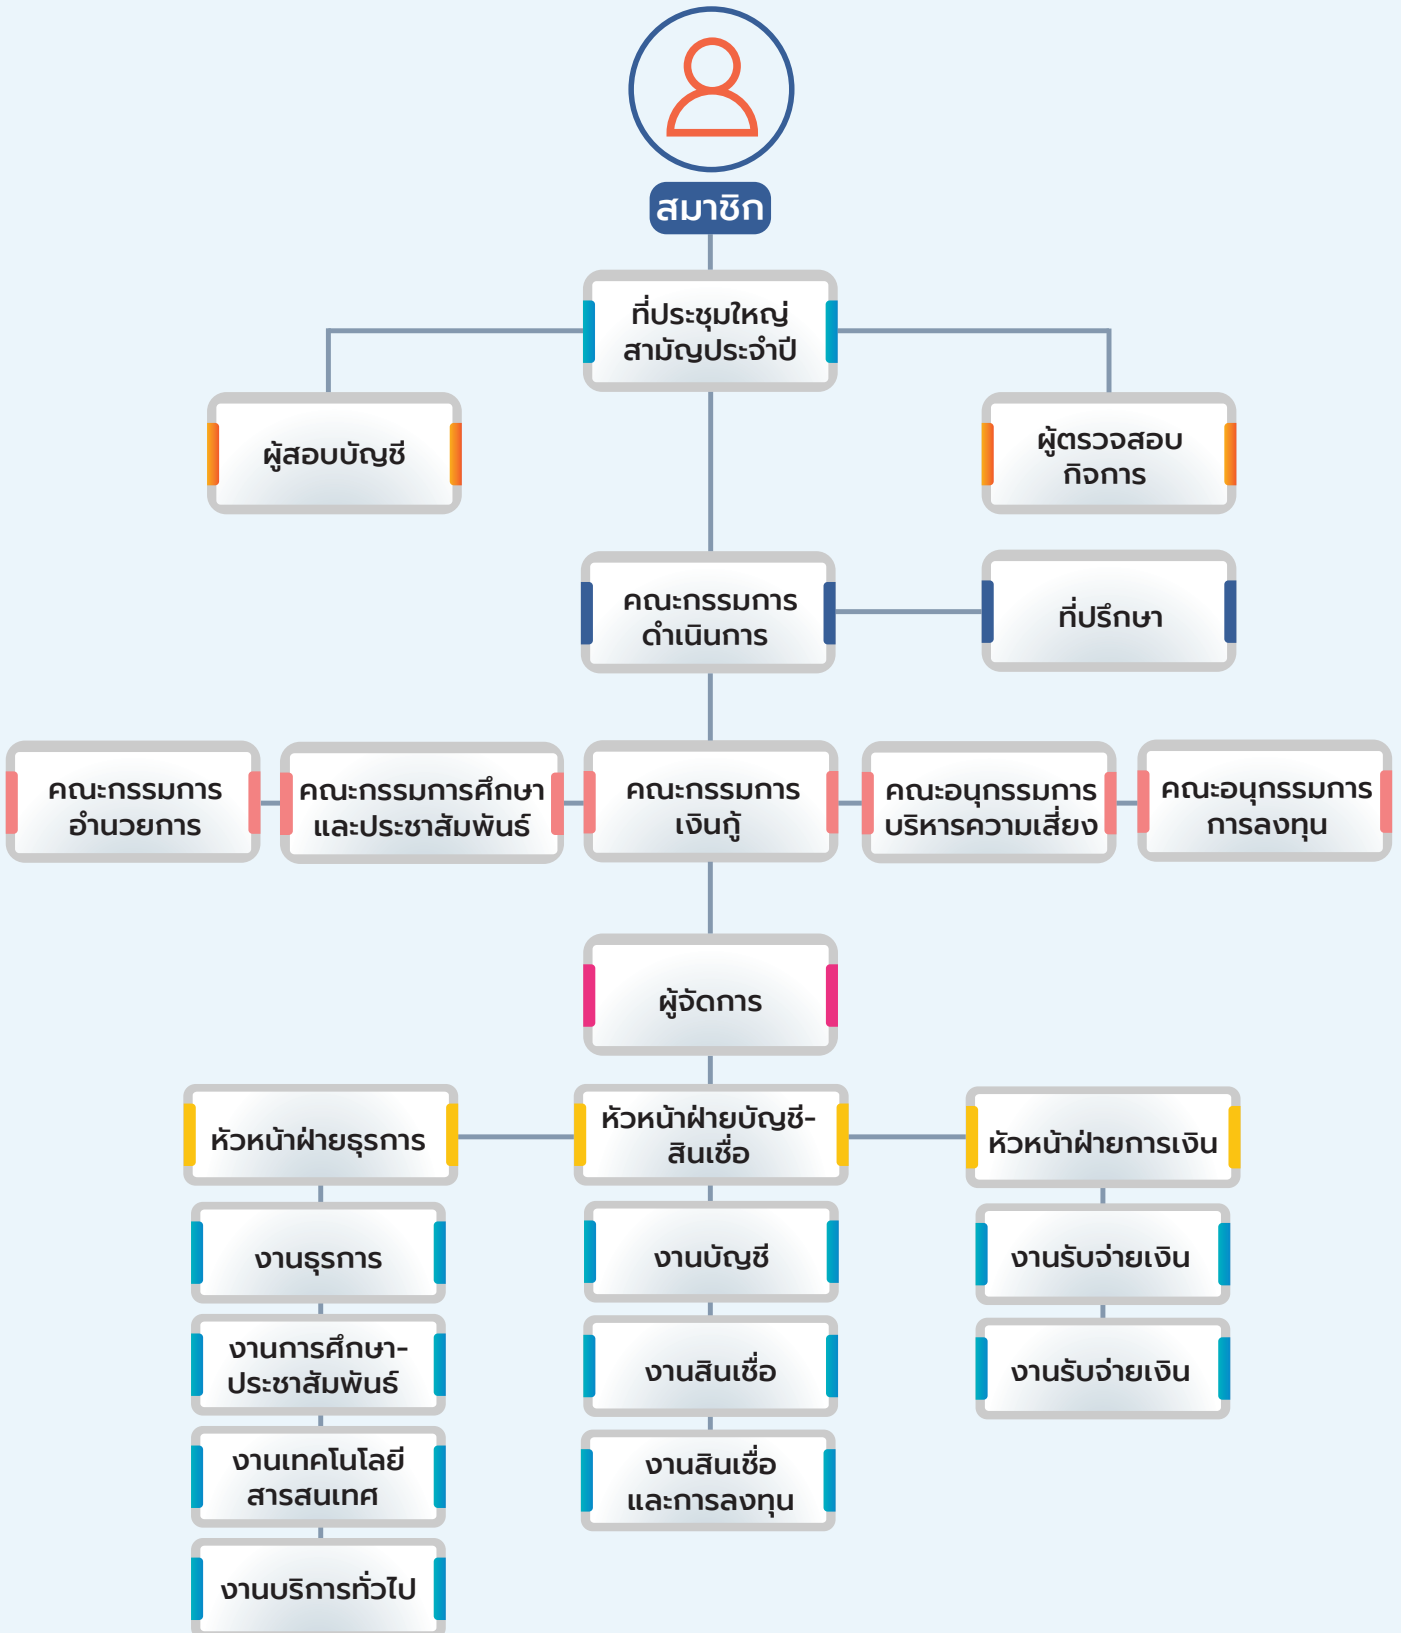 สมาชิก
ที่ประชุมใหญ่
สามัญประจำปี
ผู้สอบบัญชี
ผู้ตรวจสอบ
กิจการ
คณะกรรมการ
ดำเนินการ
ที่ปรึกษา
คณะกรรมการ
อำนวยการ
คณะกรรมการศึกษา
และประชาสัมพันธ์
คณะกรรมการ
เงินกู้
คณะอนุกรรมการ
บริหารความเสี่ยง
คณะอนุกรรมการ
การลงทุน
ผู้จัดการ
หัวหน้าฝ่ายธุรการ
หัวหน้าฝ่ายบัญชี-
สินเชื่อ
หัวหน้าฝ่ายการเงิน
งานธุรการ
งานบัญชี
งานรับจ่ายเงิน
งานการศึกษา-
ประชาสัมพันธ์
งานสินเชื่อ
งานรับจ่ายเงิน
งานเทคโนโลยี
สารสนเทศ
งานสินเชื่อ
และการลงทุน
งานบริการทั่วไป